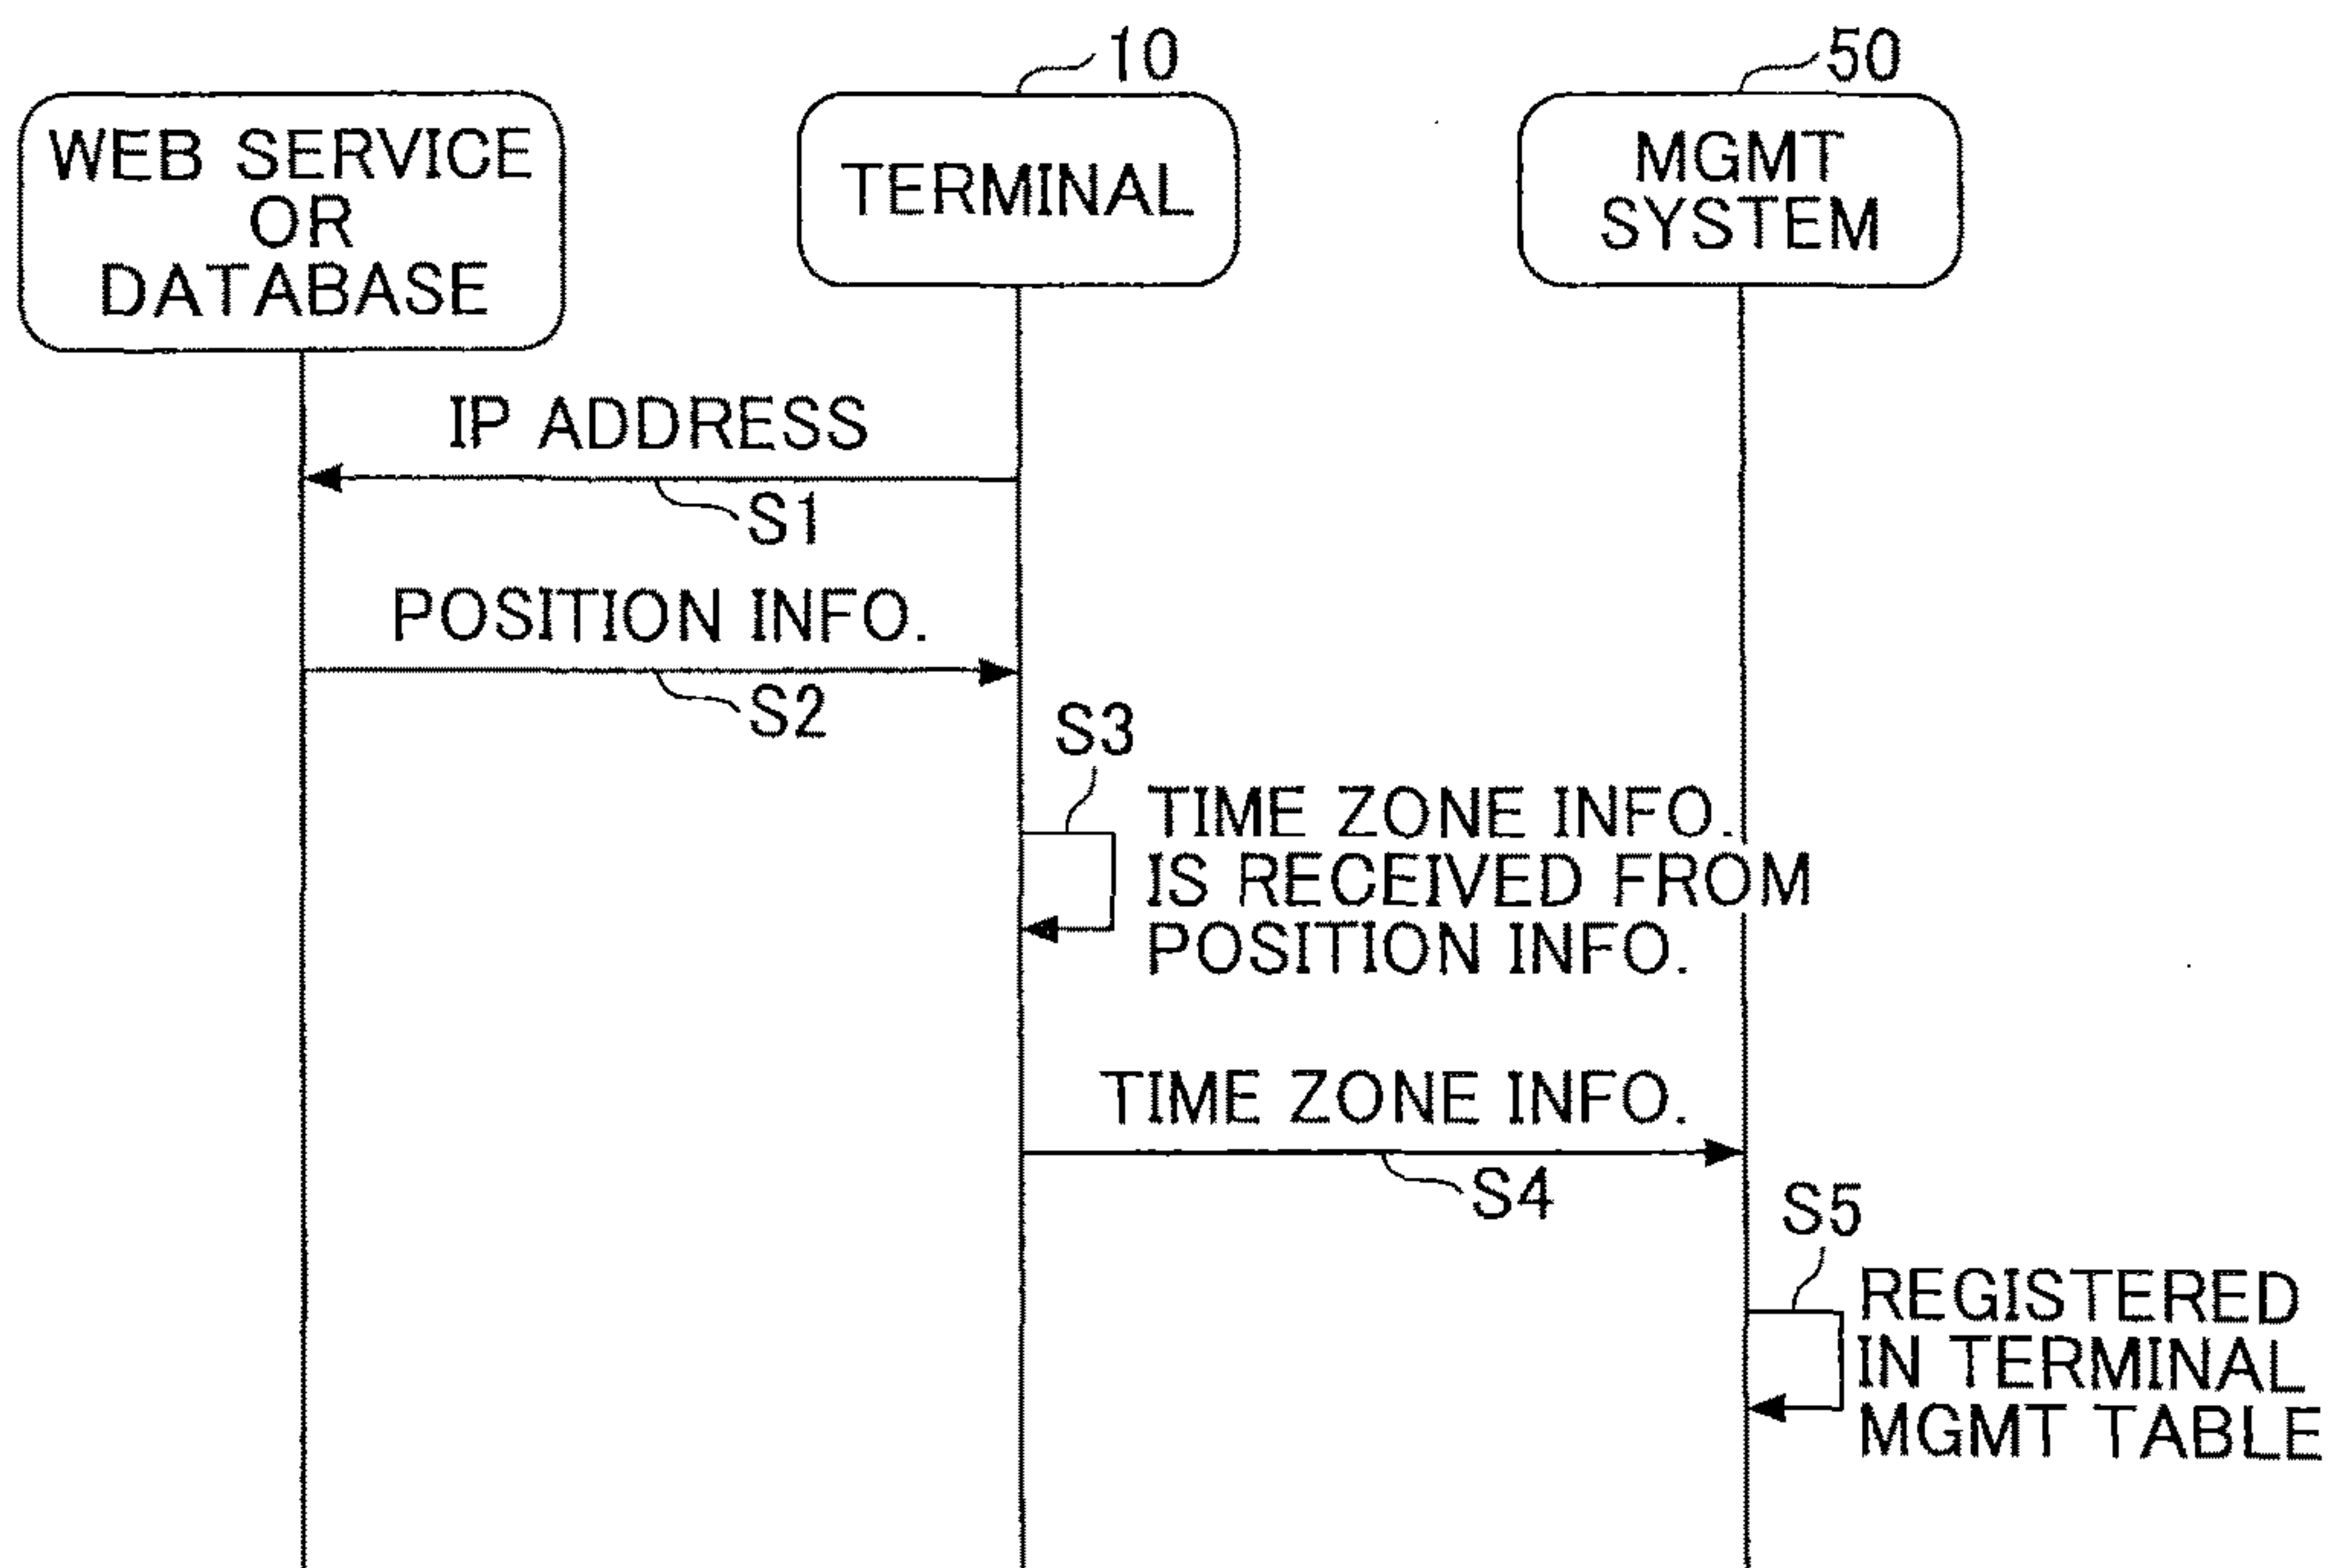 10
50
WEB SERVICE
OR
DATABASE
TERMINAL
MGMT
SYSTEM
IP ADDRESS
S1
POSITION INFO.
S2
S3
TIME ZONE INFO.
IS RECEIVED FROM
POSITION INFO.
TIME ZONE INFO.
S4
S5
REGISTERED
IN TERMINAL
MGMT TABLE